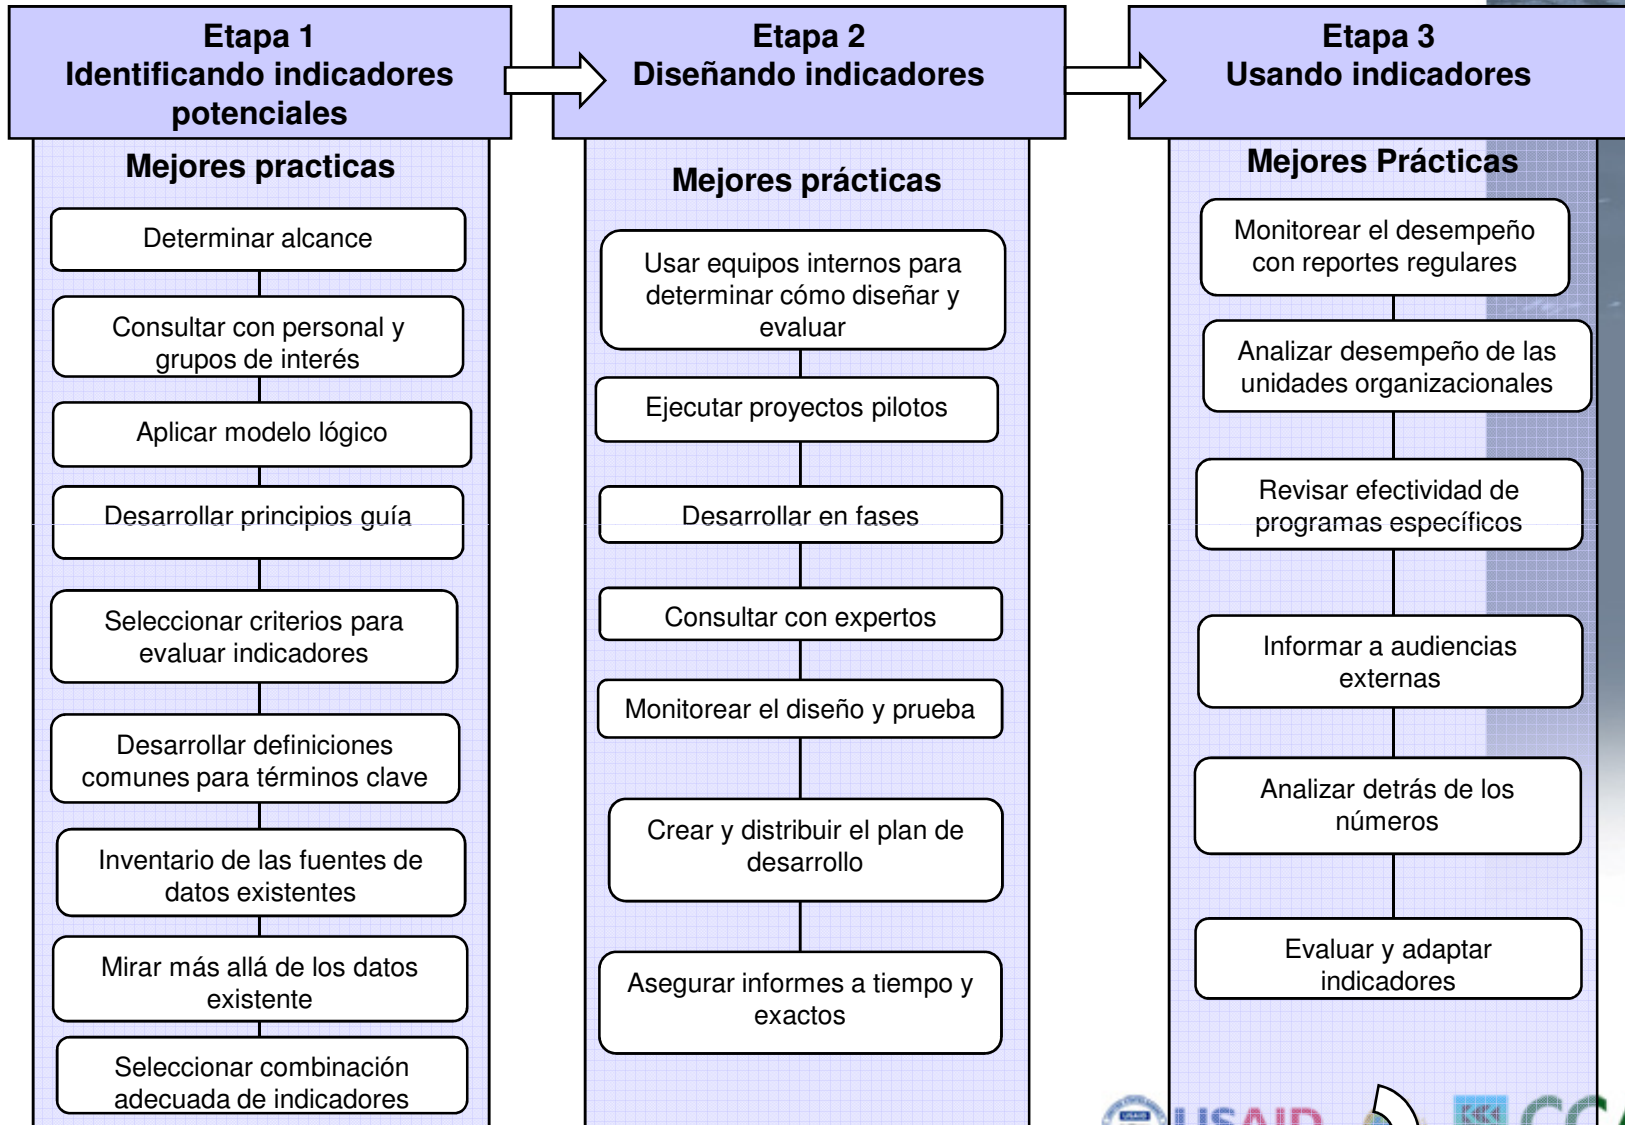 Etapa 1
Identificando indicadores
potenciales
Mejores practicas
Determinar alcance
Consultar con personal y
grupos de interés
Aplicar modelo lógico
Desarrollar principios guía
Seleccionar criterios para
evaluar indicadores
Desarrollar definiciones
comunes para términos clave
Inventario de las fuentes de
datos existentes
Mirar más allá de los datos
existente
Seleccionar combinación
adecuada de indicadores
Etapa 2
Diseñando indicadores
Mejores prácticas
Usar equipos internos para
determinar cómo diseñar y
evaluar
Ejecutar proyectos pilotos
Desarrollar en fases
Consultar con expertos
Monitorear el diseño y prueba
Crear y distribuir el plan de
desarrollo
Asegurar informes a tiempo y
exactos
Etapa 3
Usando indicadores
Mejores Prácticas
Monitorear el desempeño
con reportes regulares
Analizar desempeño de las
unidades organizacionales
Revisar efectividad de
programas específicos
Informar a audiencias
externas
Analizar detrás de los
números
Evaluar y adaptar
indicadores
USAID